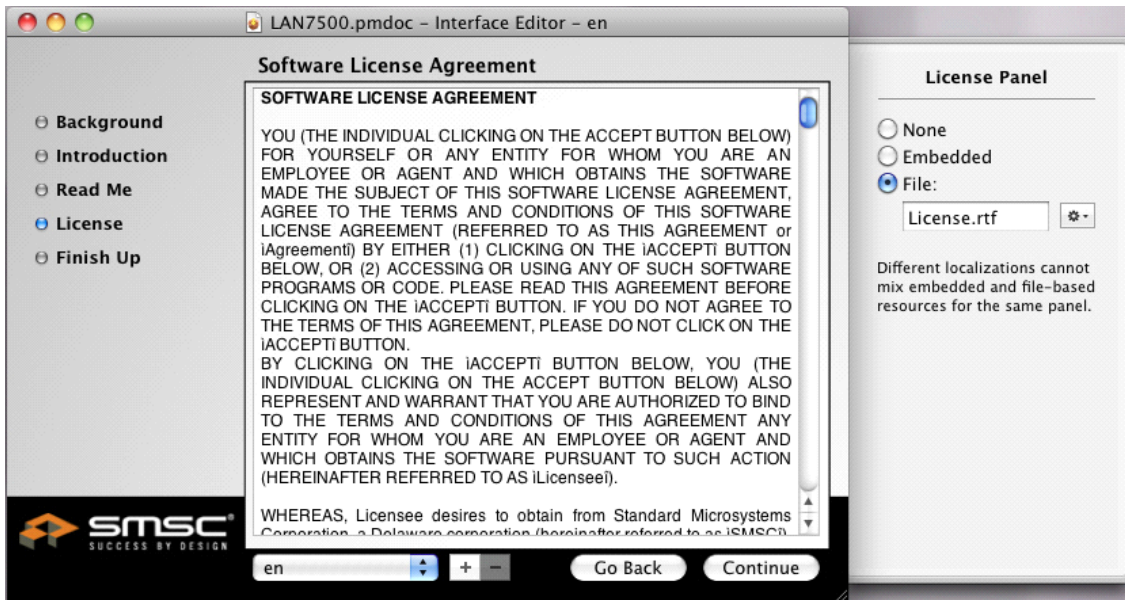 LAN7500.pmdoc – Interface Editor – en
Background
Introduction
Read Me
License
Finish Up
SMSC
SUCCESS BY DESIGN
Software License Agreement
SOFTWARE LICENSE AGREEMENT
YOU (THE INDIVIDUAL CLICKING ON THE ACCEPT BUTTON BELOW)
FOR YOURSELF OR ANY ENTITY FOR WHOM YOU ARE AN
EMPLOYEE OR AGENT AND WHICH OBTAINS THE SOFTWARE
MADE THE SUBJECT OF THIS SOFTWARE LICENSE AGREEMENT,
AGREE TO THE TERMS AND CONDITIONS OF THIS SOFTWARE
LICENSE AGREEMENT (REFERRED TO AS THIS AGREEMENT or
ìAgreementî) BY EITHER (1) CLICKING ON THE ìACCEPTî BUTTON
BELOW, OR (2) ACCESSING OR USING ANY OF SUCH SOFTWARE
PROGRAMS OR CODE. PLEASE READ THIS AGREEMENT BEFORE
CLICKING ON THE ìACCEPTî BUTTON. IF YOU DO NOT AGREE TO
THE TERMS OF THIS AGREEMENT, PLEASE DO NOT CLICK ON THE
ìACCEPTî BUTTON.
BY CLICKING ON THE ìACCEPTî BUTTON BELOW, YOU (THE
INDIVIDUAL CLICKING ON THE ACCEPT BUTTON BELOW) ALSO
REPRESENT AND WARRANT THAT YOU ARE AUTHORIZED TO BIND
TO THE TERMS AND CONDITIONS OF THIS AGREEMENT ANY
ENTITY FOR WHOM YOU ARE AN EMPLOYEE OR AGENT AND
WHICH OBTAINS THE SOFTWARE PURSUANT TO SUCH ACTION
(HEREINAFTER REFERRED TO AS ìLicenseeî).
WHEREAS, Licensee desires to obtain from Standard Microsystems
Corporation, a Delaware corporation (hereinafter referred to as ìSMSCî),
en
+ −
Go Back
Continue
License Panel
None
Embedded
File:
License.rtf
Different localizations cannot
mix embedded and file-based
resources for the same panel.